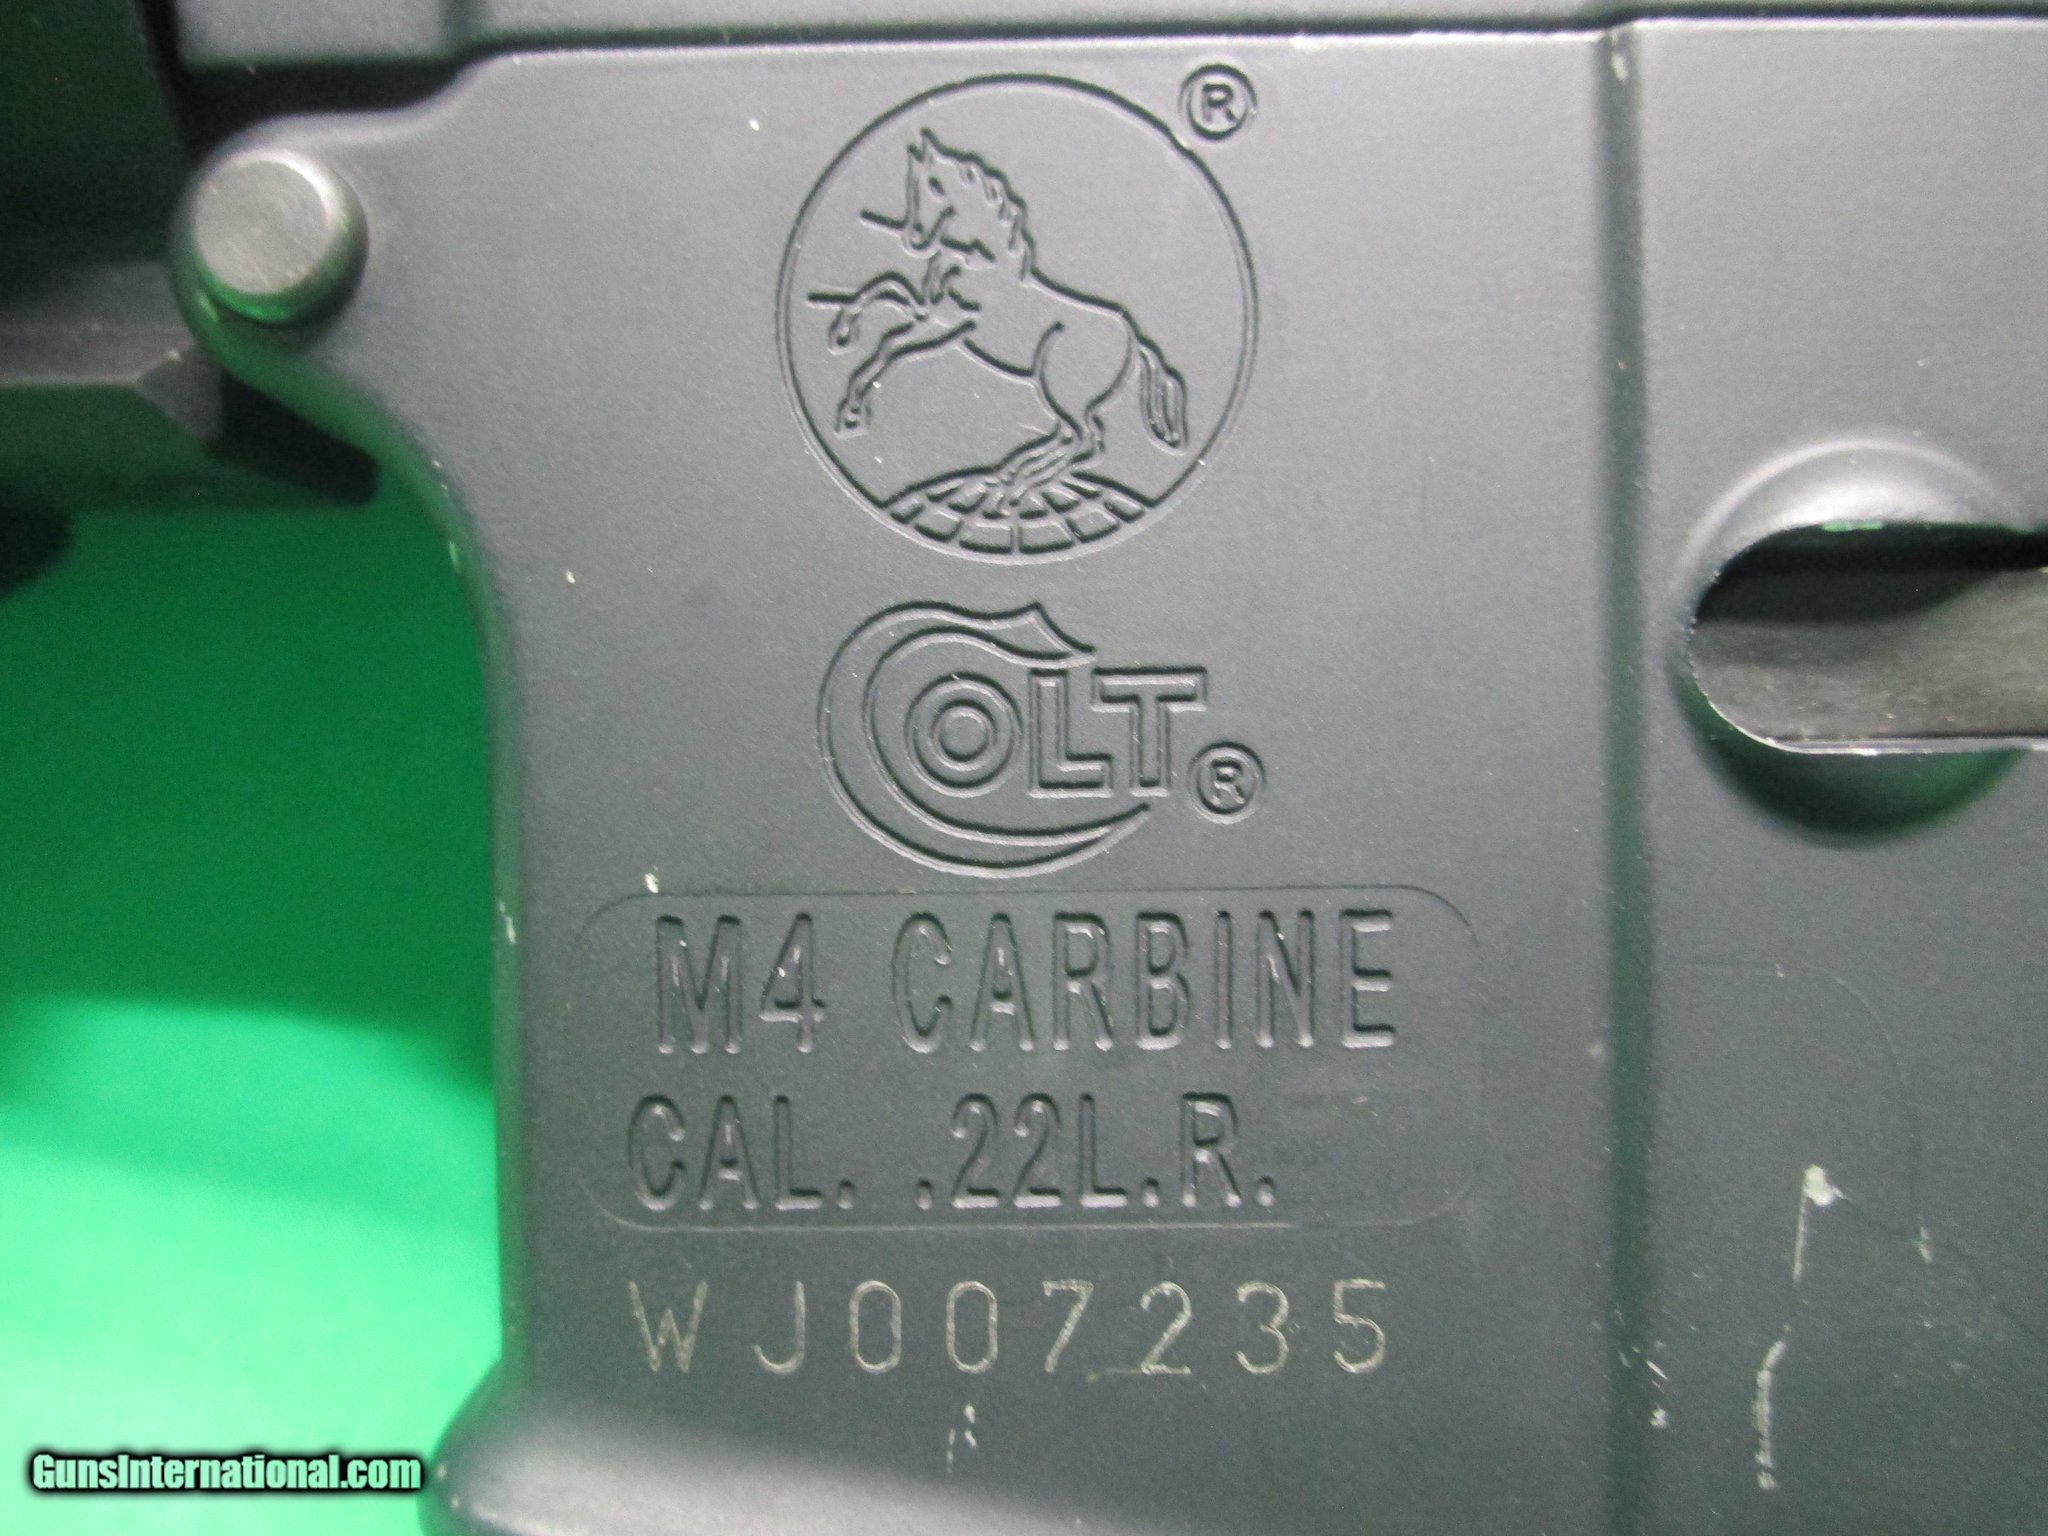 ®
COLT®
M4 CARBINE
CAL. .22L.R.
WJ007235
GunsInternational.com